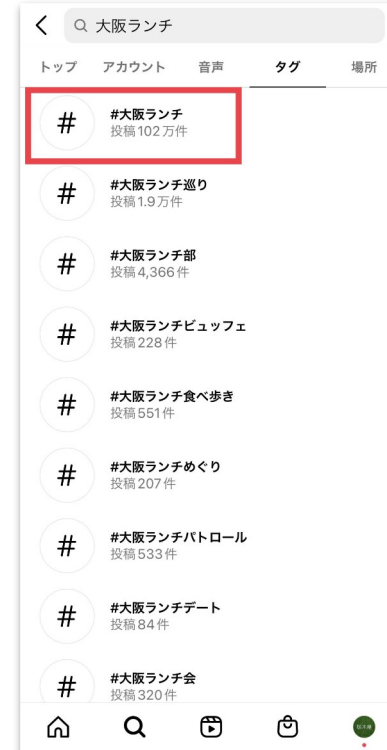 大阪ランチ
トップ アカウント 音声 タグ 場所
#大阪ランチ
投稿102万件
#大阪ランチ巡り
投稿1.9万件
#大阪ランチ部
投稿4,366件
#大阪ランチビュッフェ
投稿228件
#大阪ランチ食べ歩き
投稿551件
#大阪ランチめぐり
投稿207件
#大阪ランチパトロール
投稿533件
#大阪ランチデート
投稿84件
#大阪ランチ会
投稿320件